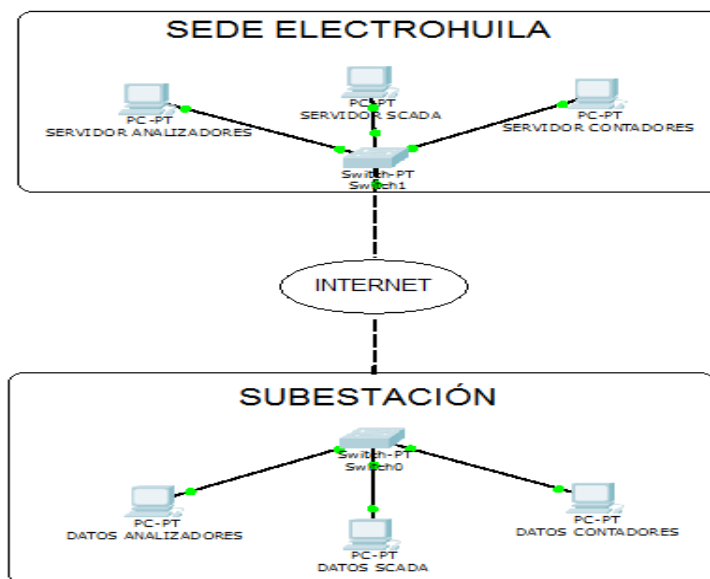 SEDE ELECTROHUILA
PC-PT
SERVIDOR SCADA
PC-PT
SERVIDOR ANALIZADORES
PC-PT
SERVIDOR CONTADORES
Switch-PT
Switch1
INTERNET
SUBESTACIÓN
Switch-PT
Switch0
PC-PT
DATOS ANALIZADORES
PC-PT
DATOS SCADA
PC-PT
DATOS CONTADORES